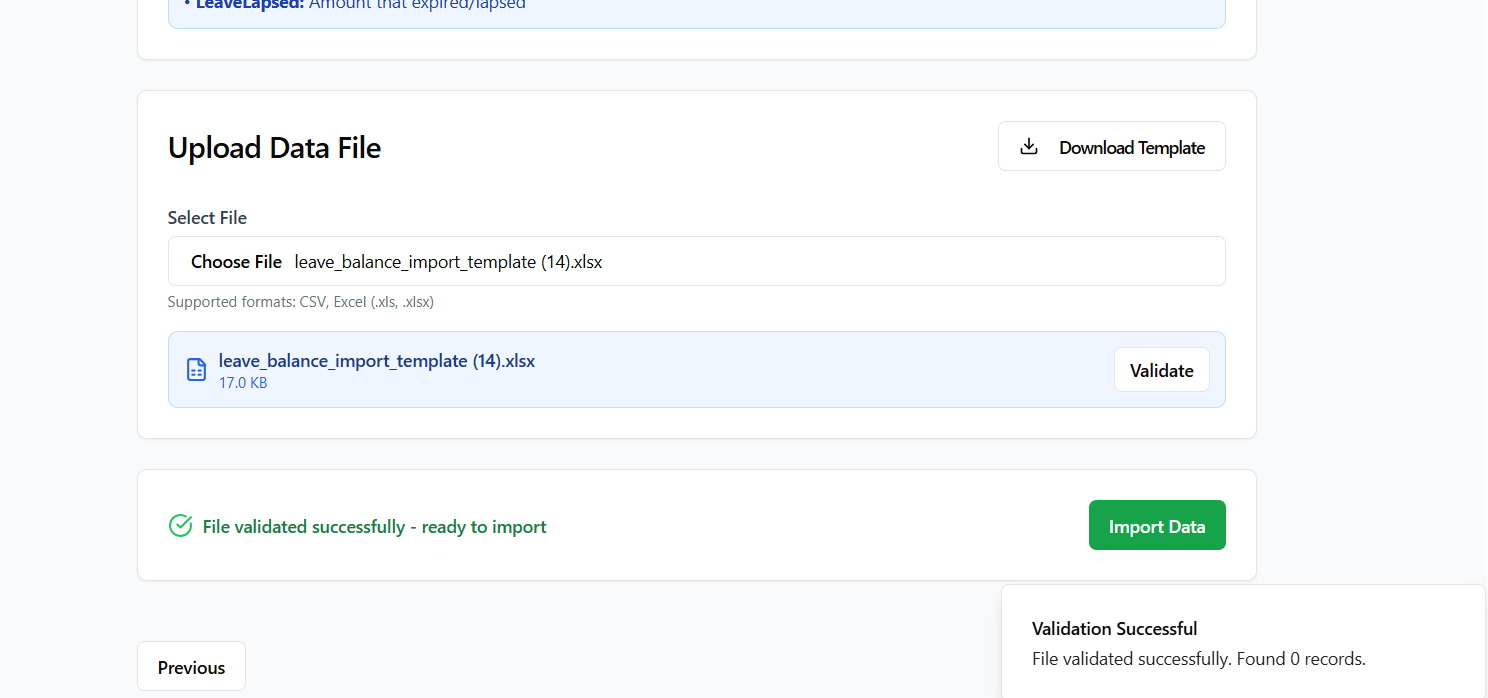 • LeaveLapsed: Amount that expired/lapsed
Upload Data File
Download Template
Select File
Choose File leave_balance_import_template (14).xlsx
Supported formats: CSV, Excel (.xls, .xlsx)
leave_balance_import_template (14).xlsx
17.0 KB
Validate
File validated successfully - ready to import
Import Data
Validation Successful
File validated successfully. Found 0 records.
Previous